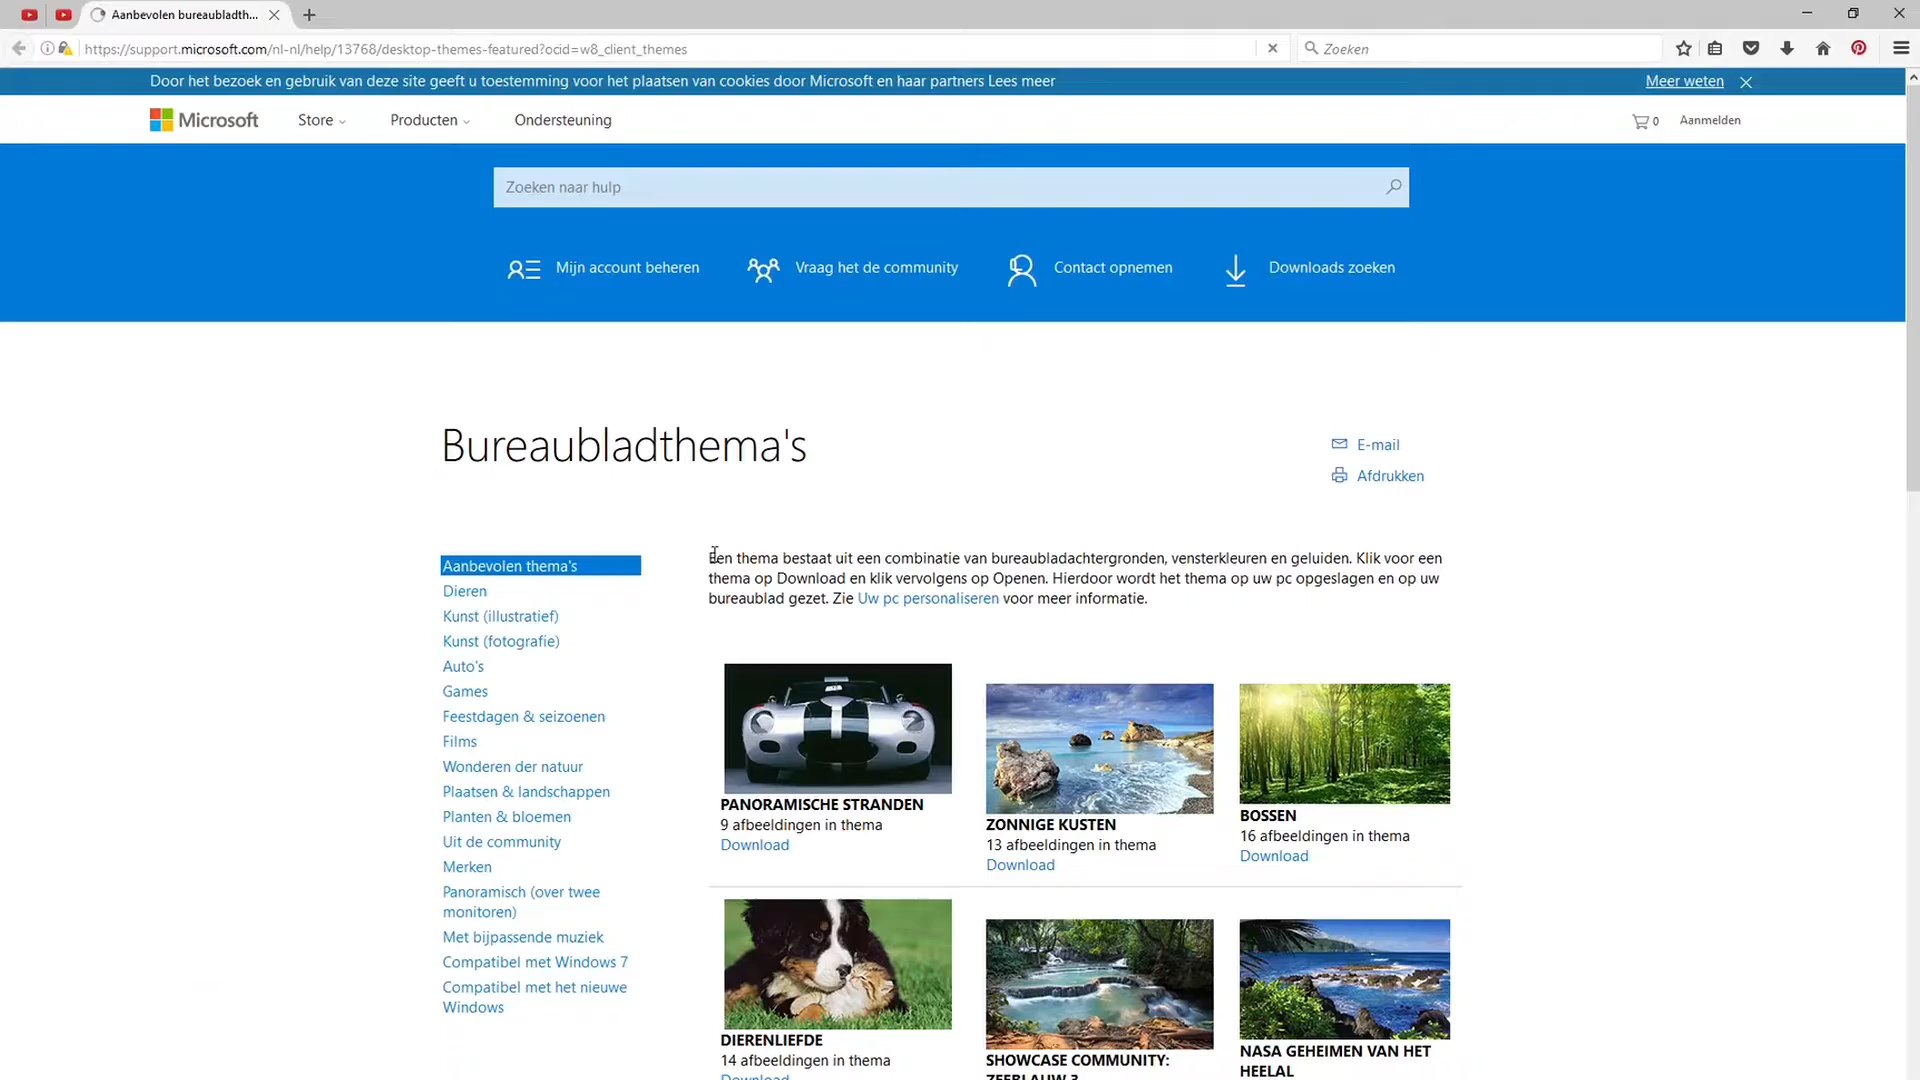 Aanbevolen bureaubladth...
https://support.microsoft.com/nl-nl/help/13768/desktop-themes-featured?ocid=w8_client_themes
Zoeken
Door het bezoek en gebruik van deze site geeft u toestemming voor het plaatsen van cookies door Microsoft en haar partners Lees meer
Meer weten
Microsoft
Store
Producten
Ondersteuning
0
Aanmelden
Zoeken naar hulp
Mijn account beheren
Vraag het de community
Contact opnemen
Downloads zoeken
Bureaubladthema's
E-mail
Afdrukken
Aanbevolen thema's
Dieren
Kunst (illustratief)
Kunst (fotografie)
Auto's
Games
Feestdagen & seizoenen
Films
Wonderen der natuur
Plaatsen & landschappen
Planten & bloemen
Uit de community
Merken
Panoramisch (over twee
monitoren)
Met bijpassende muziek
Compatibel met Windows 7
Compatibel met het nieuwe
Windows
Een thema bestaat uit een combinatie van bureaubladachtergronden, vensterkleuren en geluiden. Klik voor een
thema op Download en klik vervolgens op Openen. Hierdoor wordt het thema op uw pc opgeslagen en op uw
bureaublad gezet. Zie Uw pc personaliseren voor meer informatie.
PANORAMISCHE STRANDEN
9 afbeeldingen in thema
Download
ZONNIGE KUSTEN
13 afbeeldingen in thema
Download
BOSSEN
16 afbeeldingen in thema
Download
DIERENLIEFDE
14 afbeeldingen in thema
Download
SHOWCASE COMMUNITY:
ZEEBLAUW 3
NASA GEHEIMEN VAN HET
HEELAL